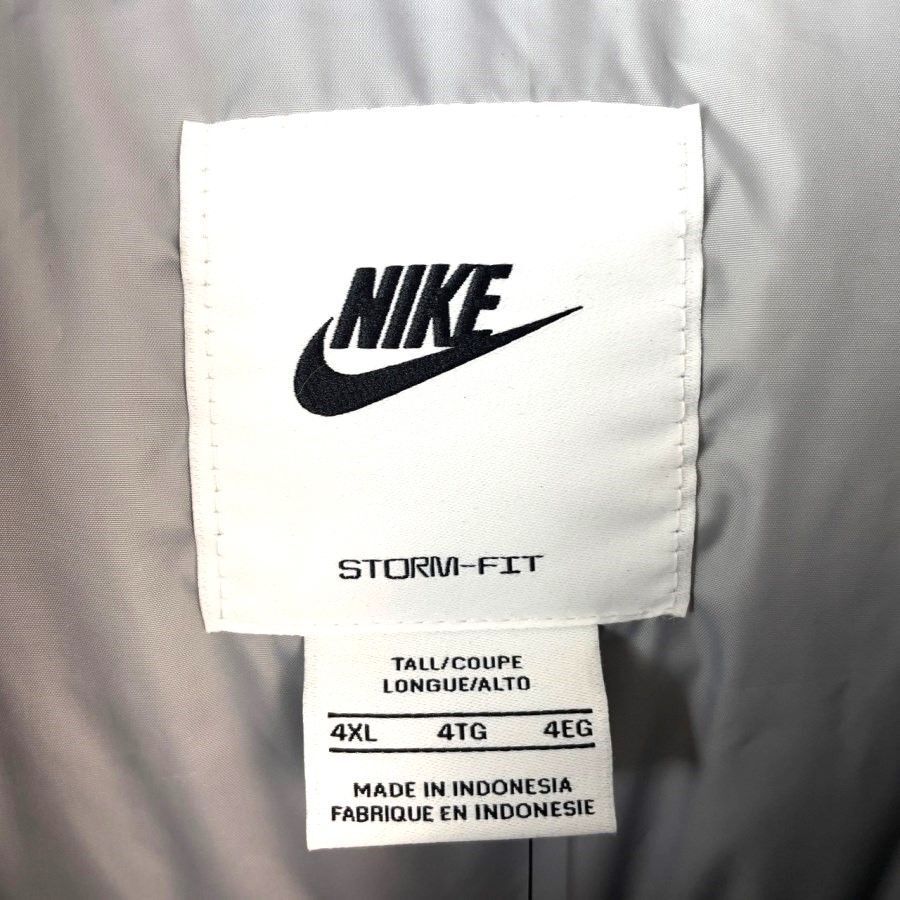 NIKE
STORM-FIT
TALL/COUPE
LONGUE/ALTO
4XL 4TG 4EG
MADE IN INDONESIA
FABRIQUE EN INDONESIE